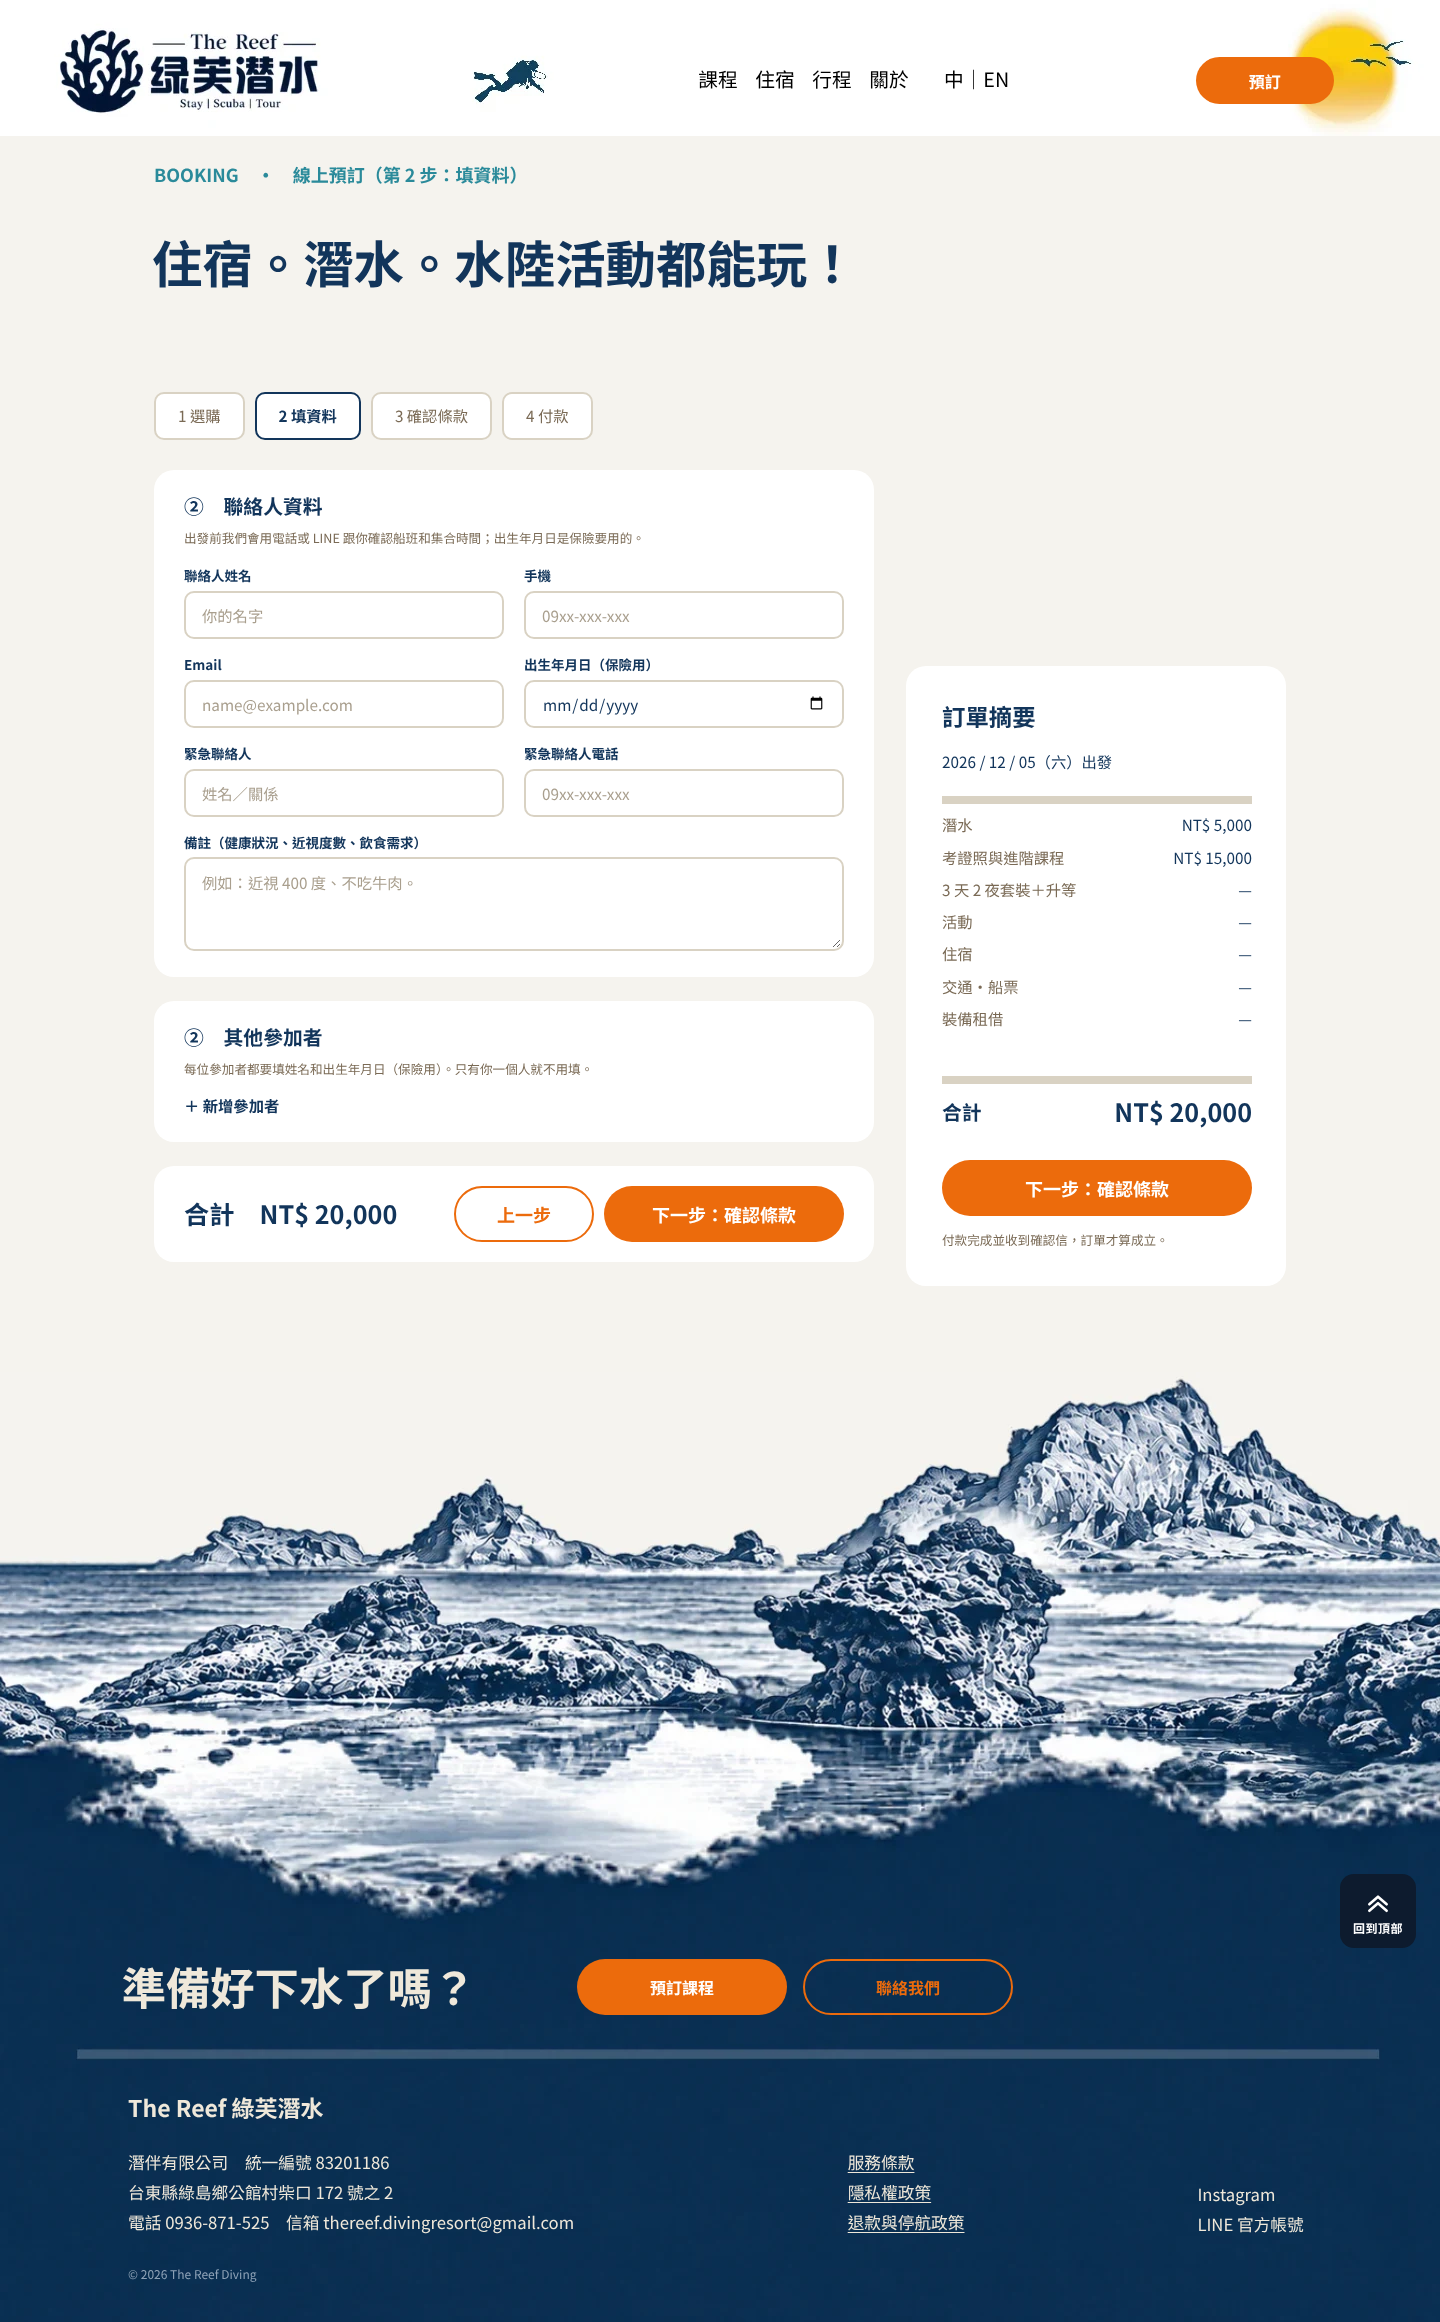 The Reef
绿芙潜水
Stay | Scuba | Tour
課程 住宿 行程 關於 中｜EN
預訂
BOOKING ・ 線上預訂（第 2 步：填資料）
住宿。潛水。水陸活動都能玩！
1 選購
2 填資料
3 確認條款
4 付款
② 聯絡人資料
出發前我們會用電話或 LINE 跟你確認船班和集合時間；出生年月日是保險要用的。
聯絡人姓名
手機
你的名字
09xx-xxx-xxx
Email
出生年月日（保險用）
name@example.com
mm/dd/yyyy
緊急聯絡人
緊急聯絡人電話
姓名／關係
09xx-xxx-xxx
備註（健康狀況、近視度數、飲食需求）
例如：近視 400 度、不吃牛肉。
② 其他參加者
每位參加者都要填姓名和出生年月日（保險用）。只有你一個人就不用填。
＋ 新增參加者
合計 NT$ 20,000
上一步
下一步：確認條款
訂單摘要
2026 / 12 / 05（六）出發
潛水 NT$ 5,000
考證照與進階課程 NT$ 15,000
3 天 2 夜套裝＋升等 —
活動 —
住宿 —
交通・船票 —
裝備租借 —
合計 NT$ 20,000
下一步：確認條款
付款完成並收到確認信，訂單才算成立。
回到頂部
準備好下水了嗎？
預訂課程
聯絡我們
The Reef 綠芙潛水
潛伴有限公司 統一編號 83201186
台東縣綠島鄉公館村柴口 172 號之 2
電話 0936-871-525 信箱 thereef.divingresort@gmail.com
服務條款
隱私權政策
退款與停航政策
Instagram
LINE 官方帳號
© 2026 The Reef Diving